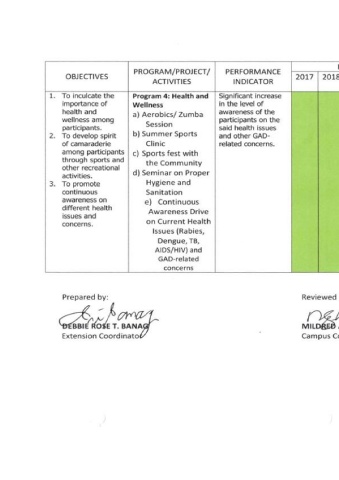 OBJECTIVES
PROGRAM/PROJECT/
ACTIVITIES
PERFORMANCE
INDICATOR
2017
2018
1. To inculcate the
importance of
health and
wellness among
participants.
2. To develop spirit
of camaraderie
among participants
through sports and
other recreational
activities.
3. To promote
continuous
awareness on
different health
issues and
concerns.
Program 4: Health and
Wellness
a) Aerobics/ Zumba
Session
b) Summer Sports
Clinic
c) Sports fest with
the Community
d) Seminar on Proper
Hygiene and
Sanitation
e) Continuous
Awareness Drive
on Current Health
Issues (Rabies,
Dengue, TB,
AIDS/HIV) and
GAD-related
concerns
Significant increase
in the level of
awareness of the
participants on the
said health issues
and other GAD-
related concerns.
Prepared by:
DEBBIE ROSE T. BANAG
Extension Coordinator
Reviewed
MILDRED
Campus C